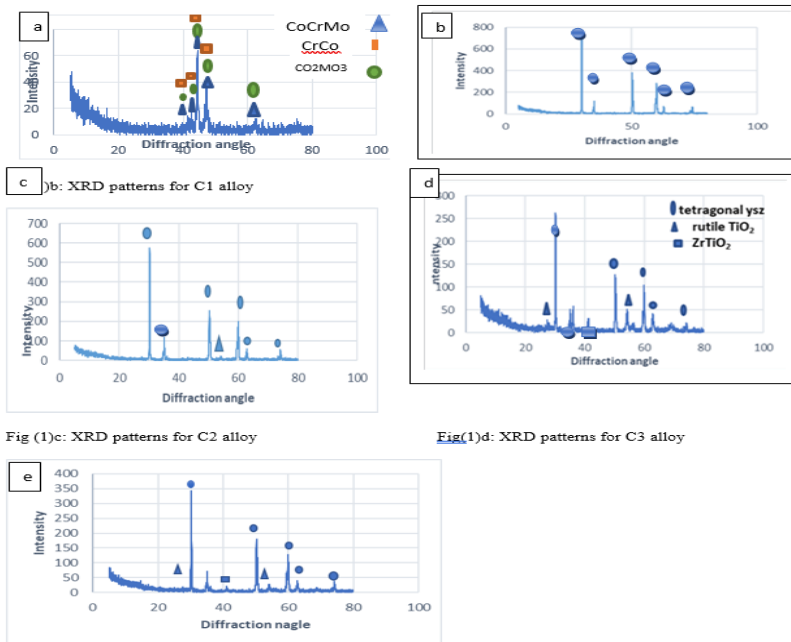 a
CoCrMo
CrCo
CO2MO3
Intensity
80
60
40
20
0
0 20 40 60 80 100
Diffraction angle
b
Intensity
800
600
400
200
0
0 50 100
Diffraction angle
c
)b: XRD patterns for C1 alloy
Intensity
700
600
500
400
300
200
100
0
0 20 40 60 80 100
Diffraction angle
d
ntensity
300
250
200
150
100
50
0
0 20 40 60 80 100
Diffraction angle
tetragonal ysz
rutile TiO₂
ZrTiO₂
Fig (1)c: XRD patterns for C2 alloy
Fig(1)d: XRD patterns for C3 alloy
e
Intensity
400
350
300
250
200
150
100
50
0
0 20 40 60 80 100
Diffraction nagle